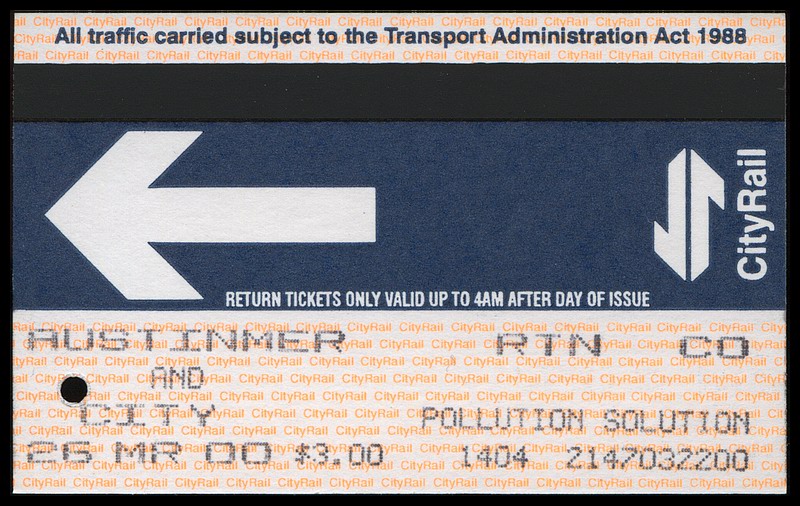 All traffic carried subject to the Transport Administration Act 1988
CityRail
RETURN TICKETS ONLY VALID UP TO 4AM AFTER DAY OF ISSUE
AUSTINMER RTN CO
AND
CITY POLLUTION SOLUTION
26 MR 00 $3.00 1404 2147032200